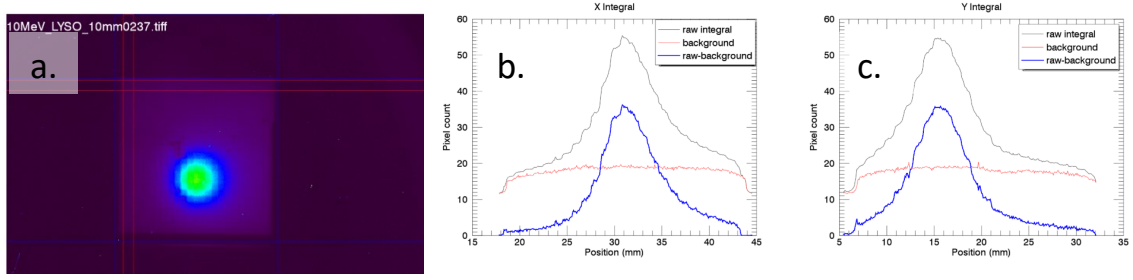 10MeV_LYSO_10mm0237.tiff
a.
X Integral
b.
raw integral
background
raw-background
Pixel count
60
50
40
30
20
10
0
15 20 25 30 35 40 45
Position (mm)
Y Integral
c.
raw integral
background
raw-background
Pixel count
60
50
40
30
20
10
0
5 10 15 20 25 30 35
Position (mm)